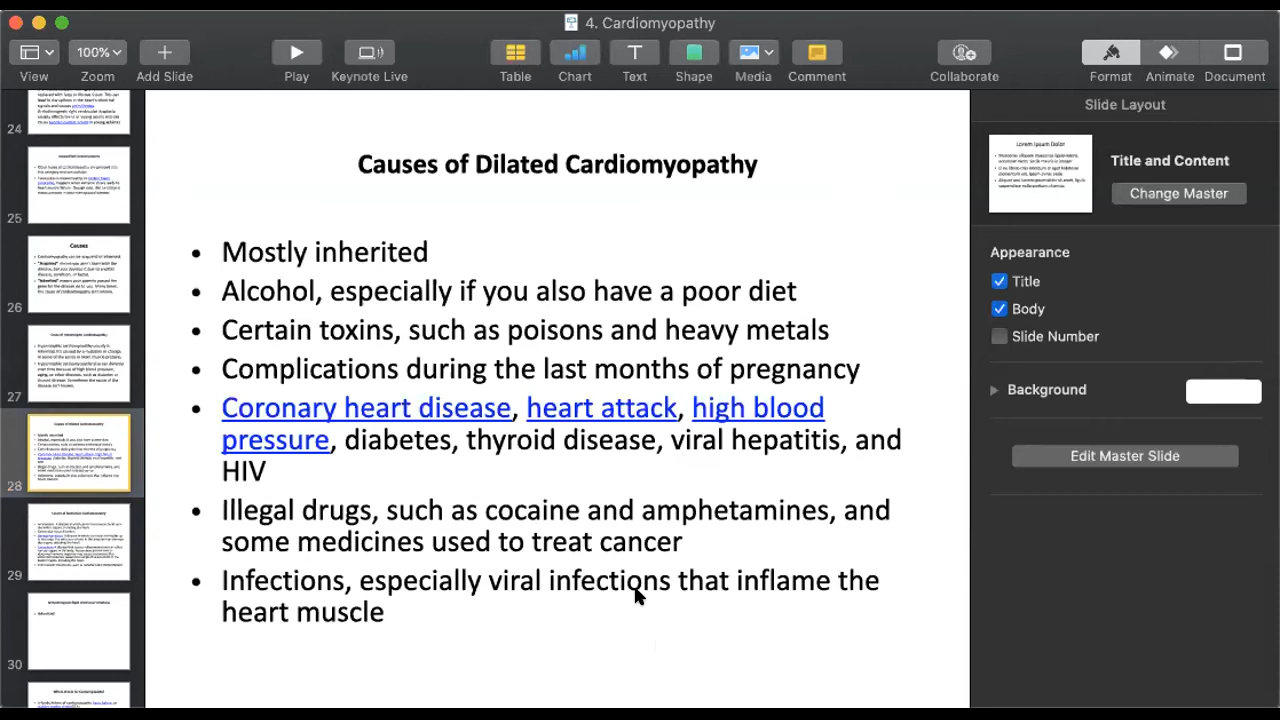 4. Cardiomyopathy
100%
View
Zoom
Add Slide
Play
Keynote Live
Table
Chart
Text
Shape
Media
Comment
Collaborate
Format
Animate
Document
24
25
Causes
26
27
28
29
30
Causes of Dilated Cardiomyopathy
• Mostly inherited
• Alcohol, especially if you also have a poor diet
• Certain toxins, such as poisons and heavy metals
• Complications during the last months of pregnancy
• Coronary heart disease, heart attack, high blood
pressure, diabetes, thyroid disease, viral hepatitis, and
HIV
• Illegal drugs, such as cocaine and amphetamines, and
some medicines used to treat cancer
• Infections, especially viral infections that inflame the
heart muscle
Slide Layout
Lorem Ipsum Dolor
Title and Content
Change Master
Appearance
Title
Body
Slide Number
Background
Edit Master Slide